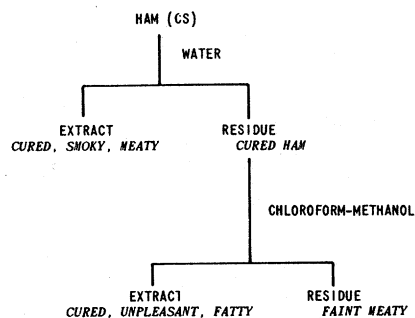 HAM (CS)
WATER
EXTRACT
CURED, SMOKY, MEATY
RESIDUE
CURED HAM
CHLOROFORM-METHANOL
EXTRACT
CURED, UNPLEASANT, FATTY
RESIDUE
FAINT MEATY